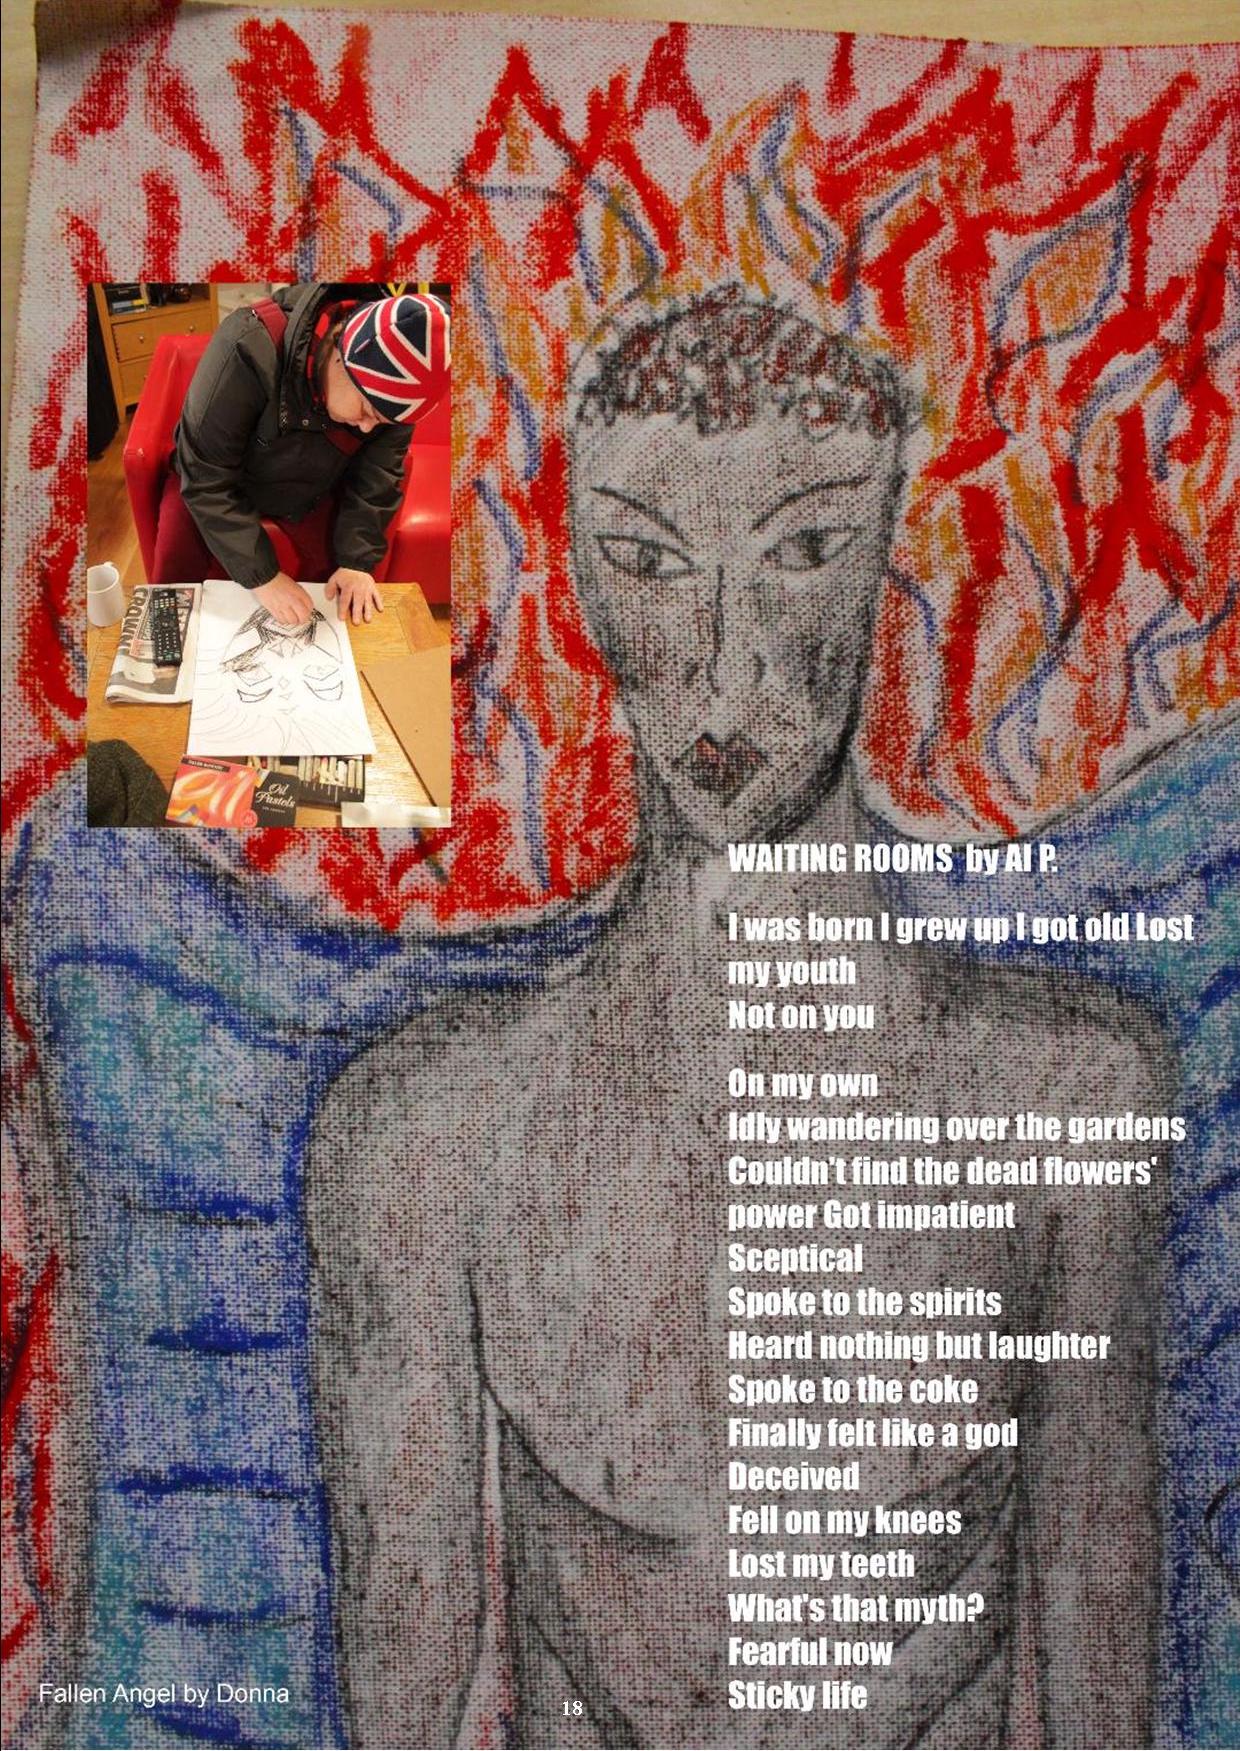 CROWN
Oil
Pastels
WAITING ROOMS by Al P.
I was born I grew up I got old Lost
my youth
Not on you
On my own
Idly wandering over the gardens
Couldn't find the dead flowers'
power Got impatient
Sceptical
Spoke to the spirits
Heard nothing but laughter
Spoke to the coke
Finally felt like a god
Deceived
Fell on my knees
Lost my teeth
What's that myth?
Fearful now
Sticky life
Fallen Angel by Donna
18